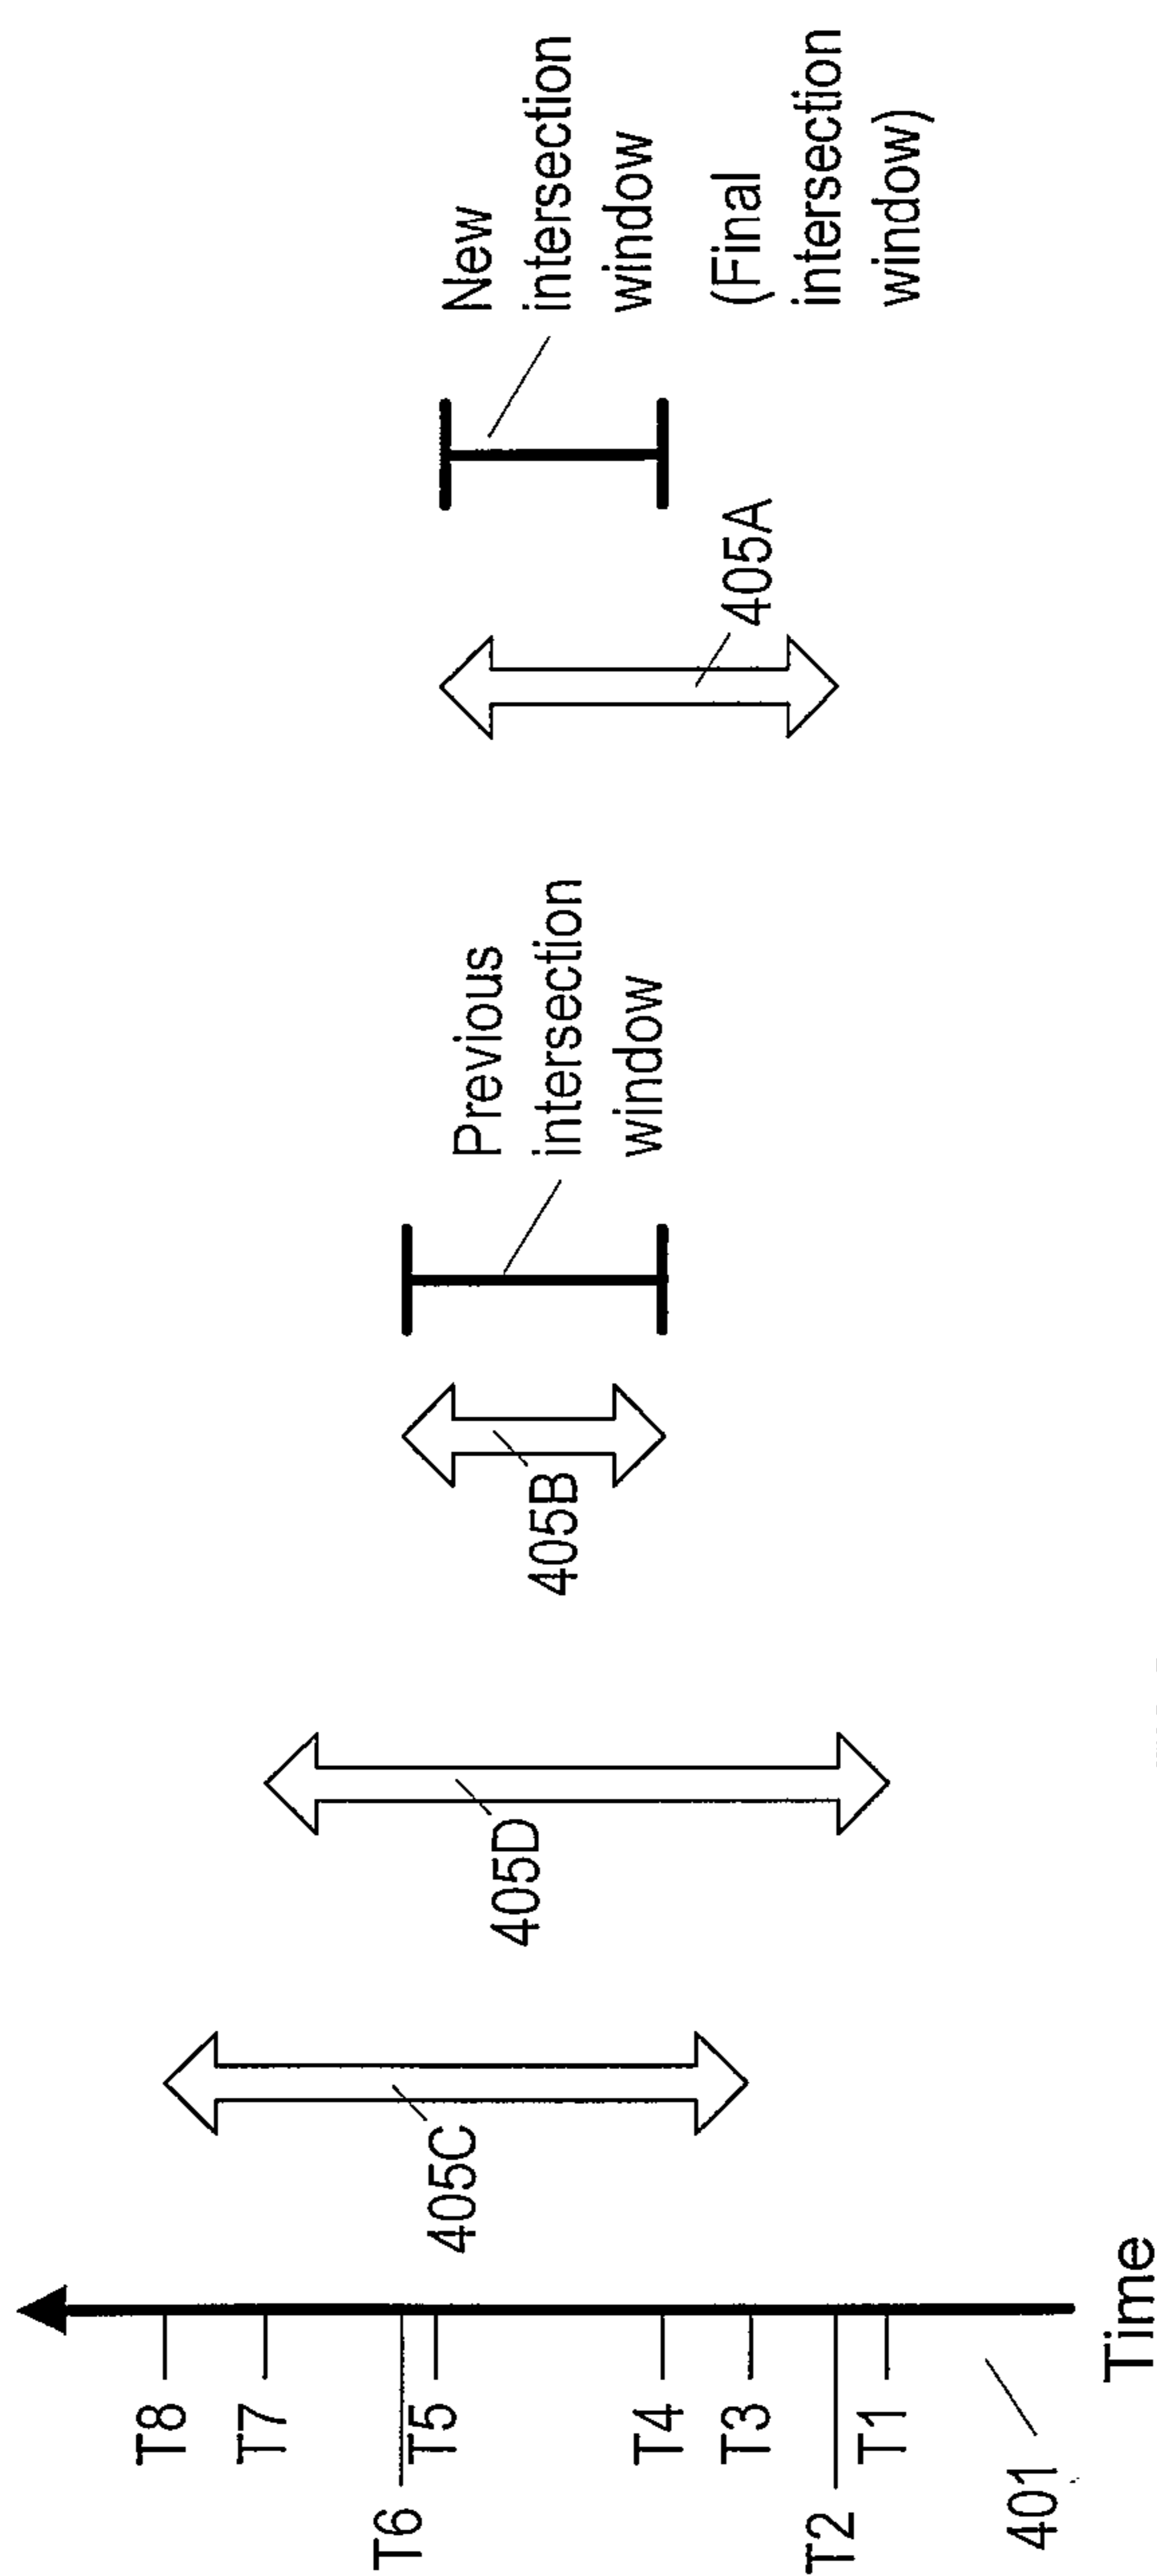 T8
T7
T6
T5
T4
T3
T2
T1
401
Time
405C
405D
405B
Previous
intersection
window
405A
New
intersection
window
(Final
intersection
window)